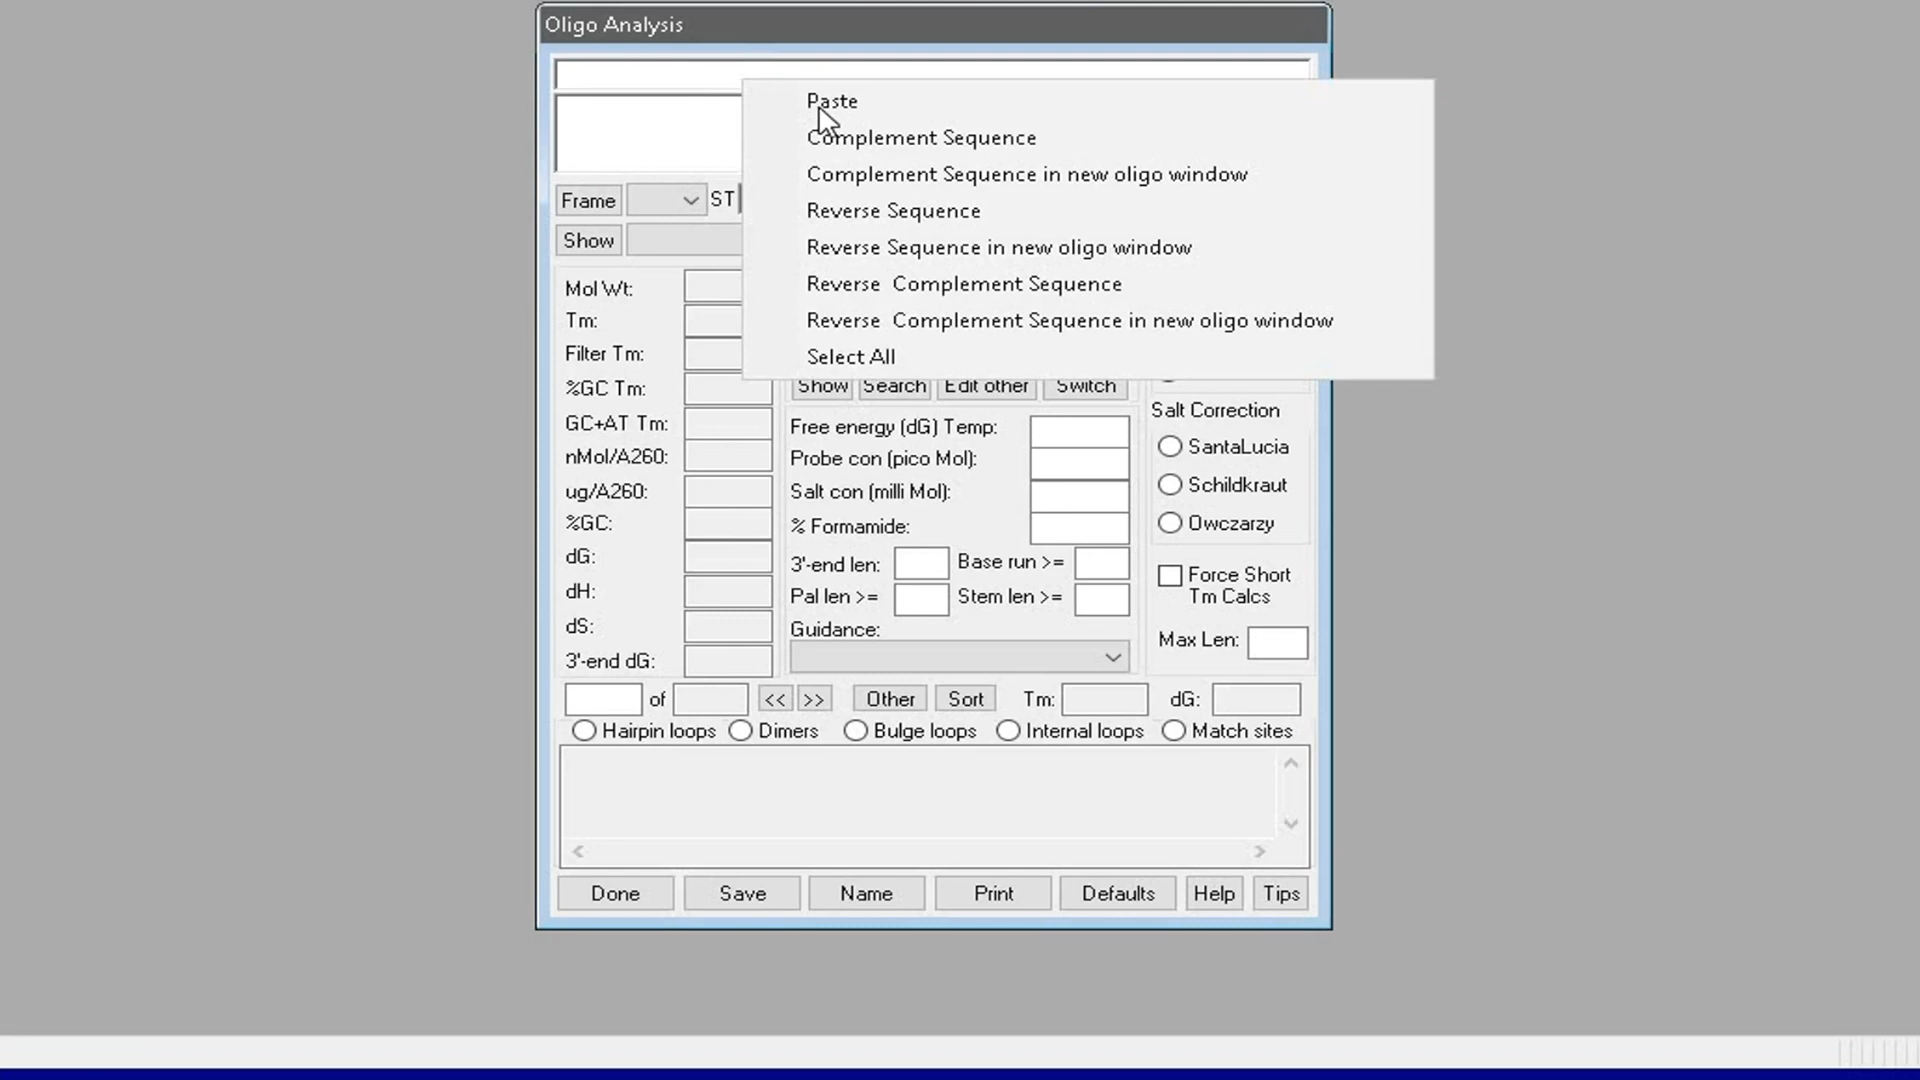 Oligo Analysis
Paste
Complement Sequence
Complement Sequence in new oligo window
Frame ST Reverse Sequence
Show Reverse Sequence in new oligo window
Mol Wt: Reverse Complement Sequence
Tm: Reverse Complement Sequence in new oligo window
Filter Tm: Select All
%GC Tm: Show Search Edit other Switch
GC+AT Tm: Free energy (dG) Temp: Salt Correction
nMol/A260: Probe con (pico Mol): SantaLucia
ug/A260: Salt con (milli Mol): Schildkraut
%GC: % Formamide: Owczarzy
dG: 3'-end len: Base run >= Force Short
dH: Pal len >= Stem len >= Tm Calcs
dS: Guidance: Max Len:
3'-end dG:
of << >> Other Sort Tm: dG:
Hairpin loops Dimers Bulge loops Internal loops Match sites
Done Save Name Print Defaults Help Tips